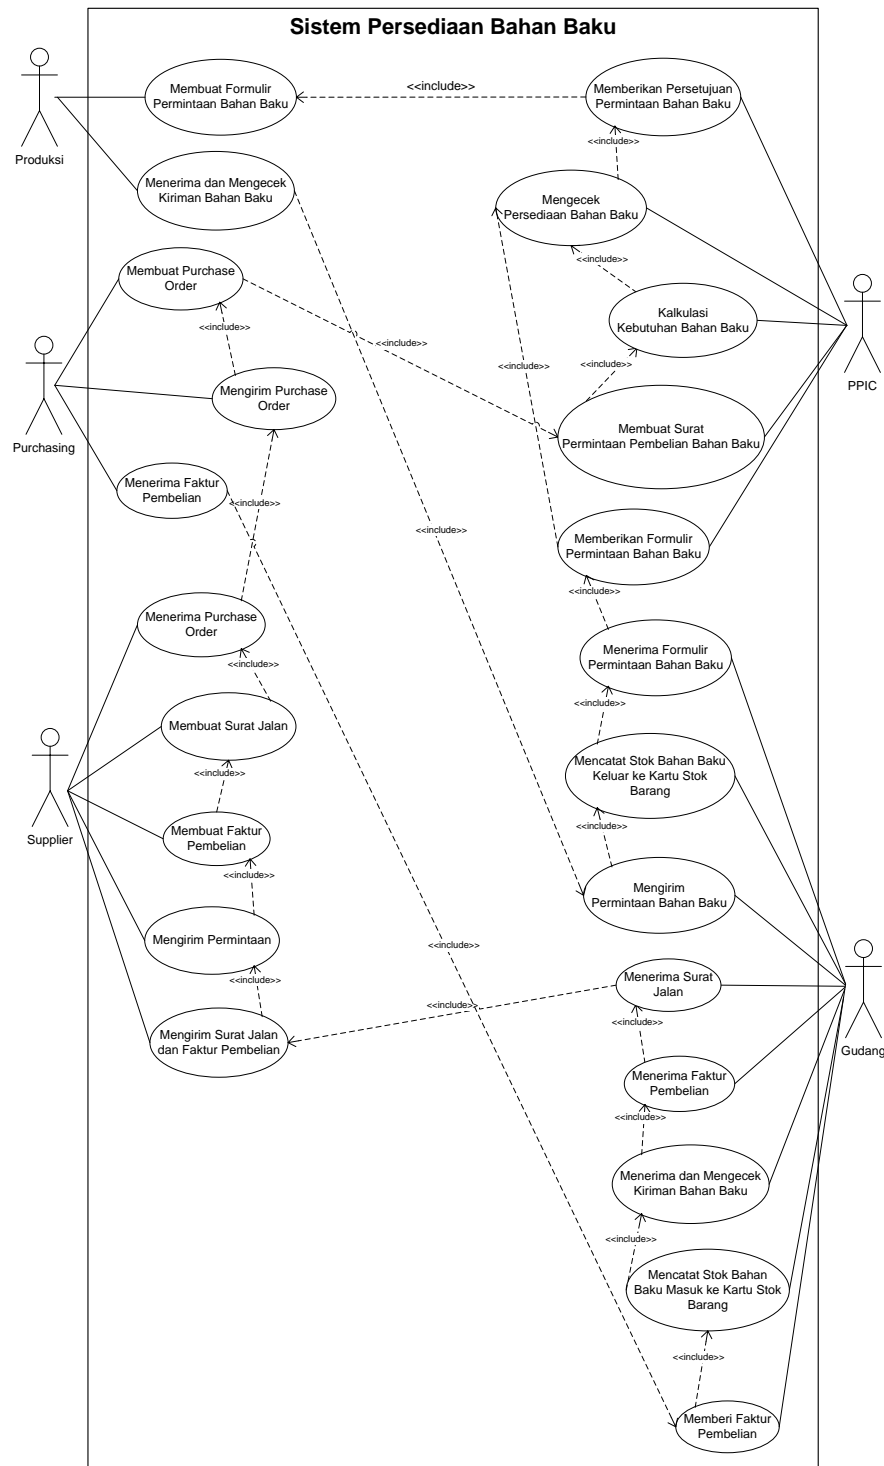 Sistem Persediaan Bahan Baku
Membuat Formulir
Permintaan Bahan Baku
<<include>>
Memberikan Persetujuan
Permintaan Bahan Baku
Produksi
<<include>>
Menerima dan Mengecek
Kiriman Bahan Baku
Mengecek
Persediaan Bahan Baku
Membuat Purchase
Order
<<include>>
Kalkulasi
Kebutuhan Bahan Baku
PPIC
<<include>>
<<include>>
<<include>>
<<include>>
Purchasing
Mengirim Purchase
Order
Membuat Surat
Permintaan Pembelian Bahan Baku
Menerima Faktur
Pembelian
<<include>>
<<include>>
Memberikan Formulir
Permintaan Bahan Baku
<<include>>
Menerima Purchase
Order
Menerima Formulir
Permintaan Bahan Baku
<<include>>
<<include>>
Membuat Surat Jalan
Supplier
<<include>>
Mencatat Stok Bahan Baku
Keluar ke Kartu Stok
Barang
Membuat Faktur
Pembelian
<<include>>
<<include>>
Mengirim
Permintaan Bahan Baku
Mengirim Permintaan
<<include>>
Gudang
<<include>>
Menerima Surat
Jalan
<<include>>
Mengirim Surat Jalan
dan Faktur Pembelian
<<include>>
Menerima Faktur
Pembelian
<<include>>
Menerima dan Mengecek
Kiriman Bahan Baku
<<include>>
Mencatat Stok Bahan
Baku Masuk ke Kartu Stok
Barang
<<include>>
Memberi Faktur
Pembelian